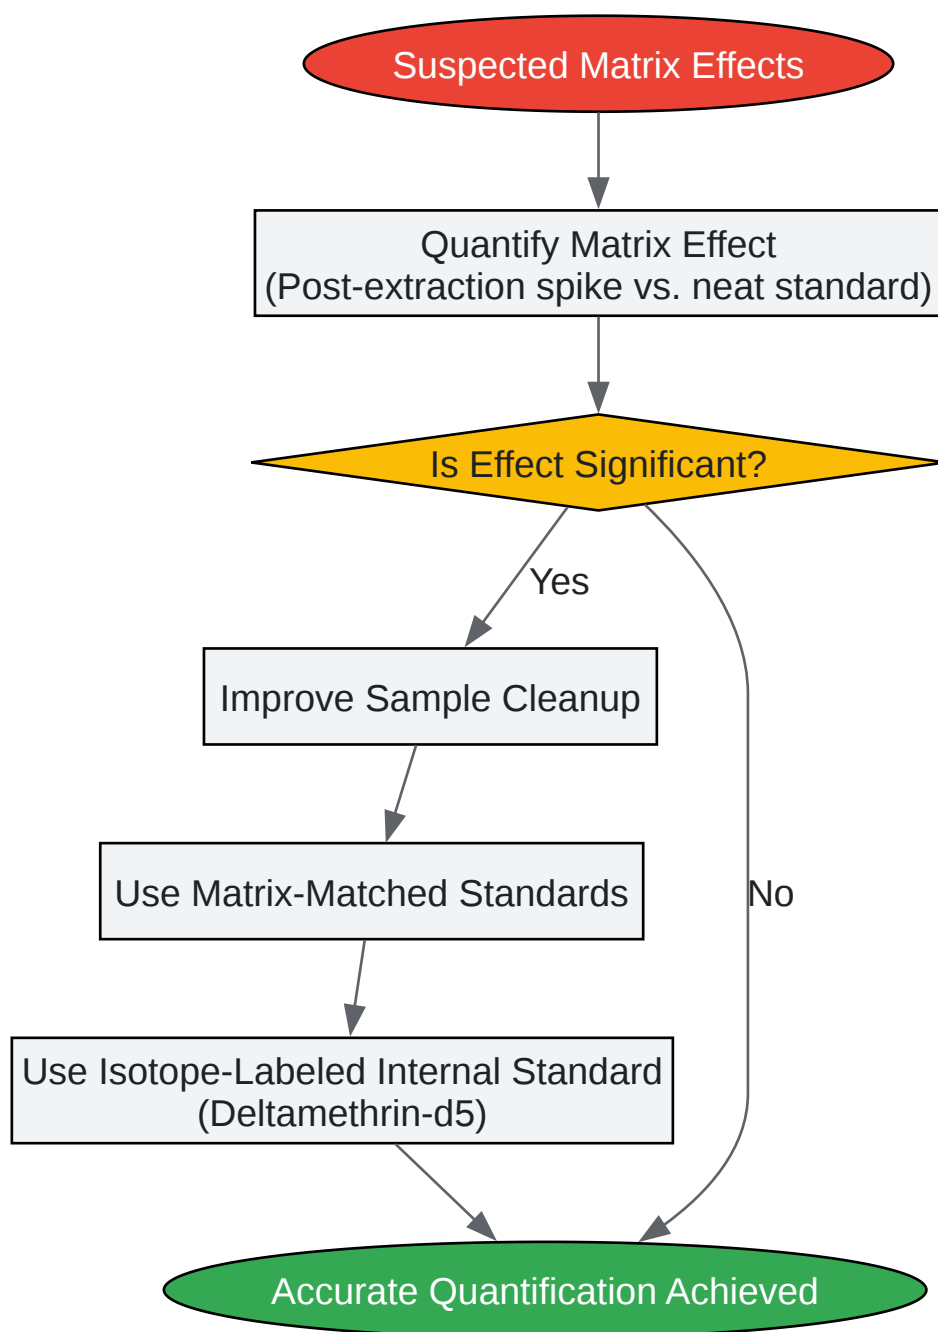 Suspected Matrix Effects
Quantify Matrix Effect
(Post-extraction spike vs. neat standard)
Is Effect Significant?
Yes
Improve Sample Cleanup
Use Matrix-Matched Standards
No
Use Isotope-Labeled Internal Standard
(Deltamethrin-d5)
Accurate Quantification Achieved